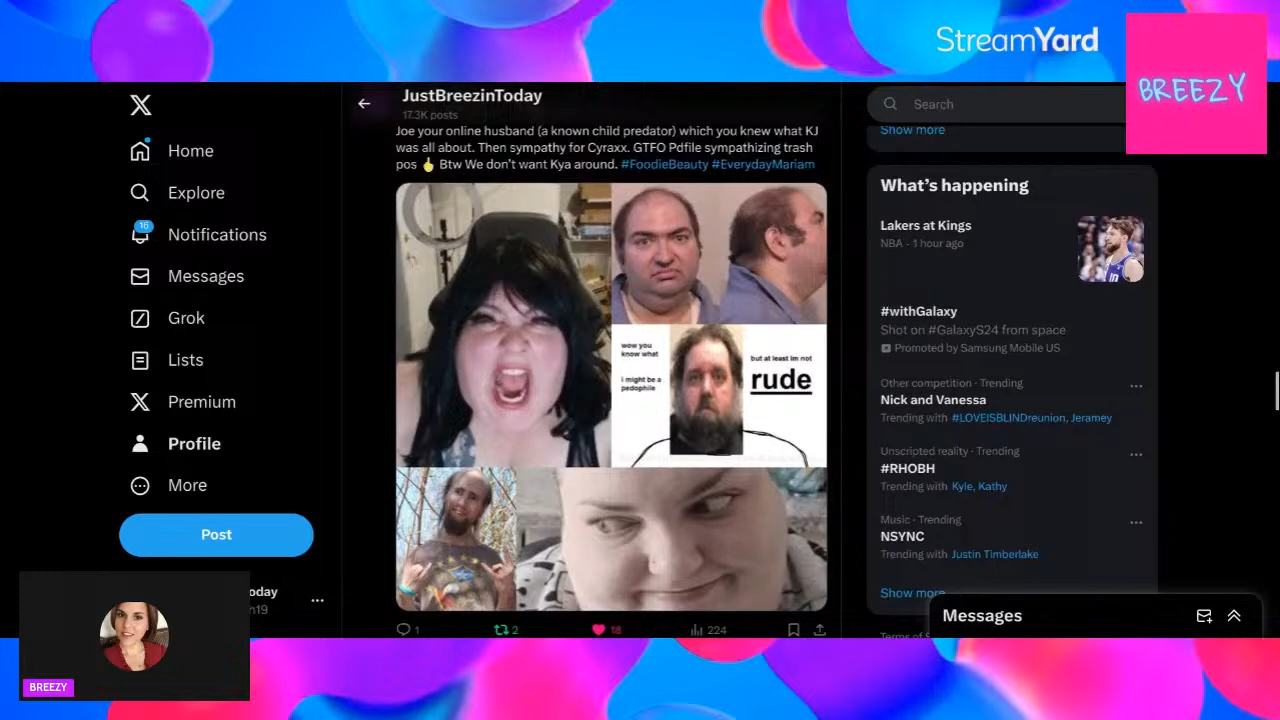 StreamYard
BREEZY
JustBreezinToday
17.3K posts
Joe your online husband (a known child predator) which you knew what KJ
was all about. Then sympathy for Cyraxx. GTFO Pdfile sympathizing trash
pos 🖕 Btw We don't want Kya around. #FoodieBeauty #EverydayMariam
wow you
know what
i might be a
pedophile
but at least im not
rude
1
2
18
224
Home
Explore
16
Notifications
Messages
Grok
Lists
Premium
Profile
More
Post
oday
n19
Search
Show more
What's happening
Lakers at Kings
NBA · 1 hour ago
#withGalaxy
Shot on #GalaxyS24 from space
Promoted by Samsung Mobile US
Other competition · Trending
Nick and Vanessa
Trending with #LOVEISBLINDreunion, Jeramey
Unscripted reality · Trending
#RHOBH
Trending with Kyle, Kathy
Music · Trending
NSYNC
Trending with Justin Timberlake
Show more
Messages
Terms of S
BREEZY